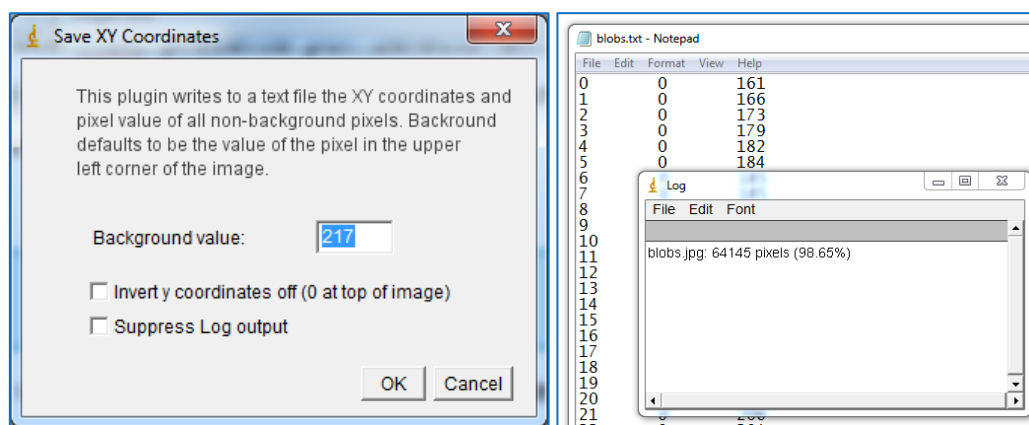 Save XY Coordinates
This plugin writes to a text file the XY coordinates and
pixel value of all non-background pixels. Backround
defaults to be the value of the pixel in the upper
left corner of the image.
Background value: 217
Invert y coordinates off (0 at top of image)
Suppress Log output
OK Cancel
blobs.txt - Notepad
File Edit Format View Help
0 0 161
1 0 166
2 0 173
3 0 179
4 0 182
5 0 184
6
7
8
9
10
11
12
13
14
15
16
17
18
19
20
21
Log
File Edit Font
blobs.jpg: 64145 pixels (98.65%)